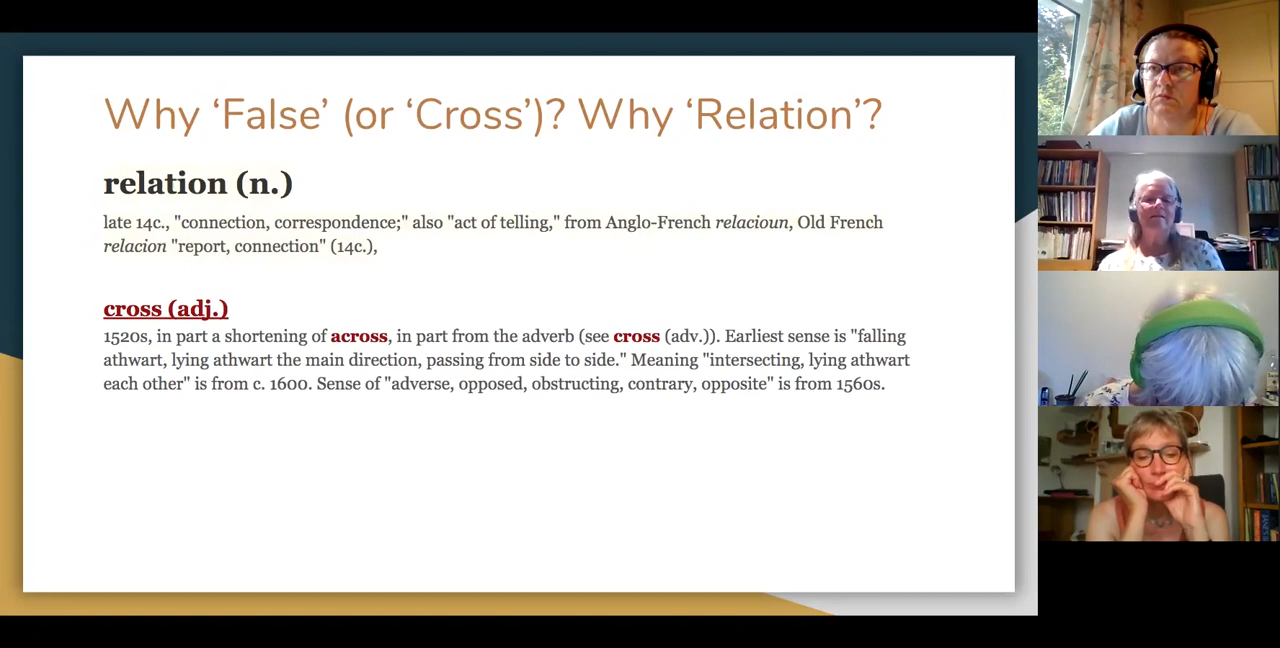 Why ‘False’ (or ‘Cross’)? Why ‘Relation’?
relation (n.)
late 14c., "connection, correspondence;" also "act of telling," from Anglo-French relacioun, Old French
relacion "report, connection" (14c.),
cross (adj.)
1520s, in part a shortening of across, in part from the adverb (see cross (adv.)). Earliest sense is "falling
athwart, lying athwart the main direction, passing from side to side." Meaning "intersecting, lying athwart
each other" is from c. 1600. Sense of "adverse, opposed, obstructing, contrary, opposite" is from 1560s.